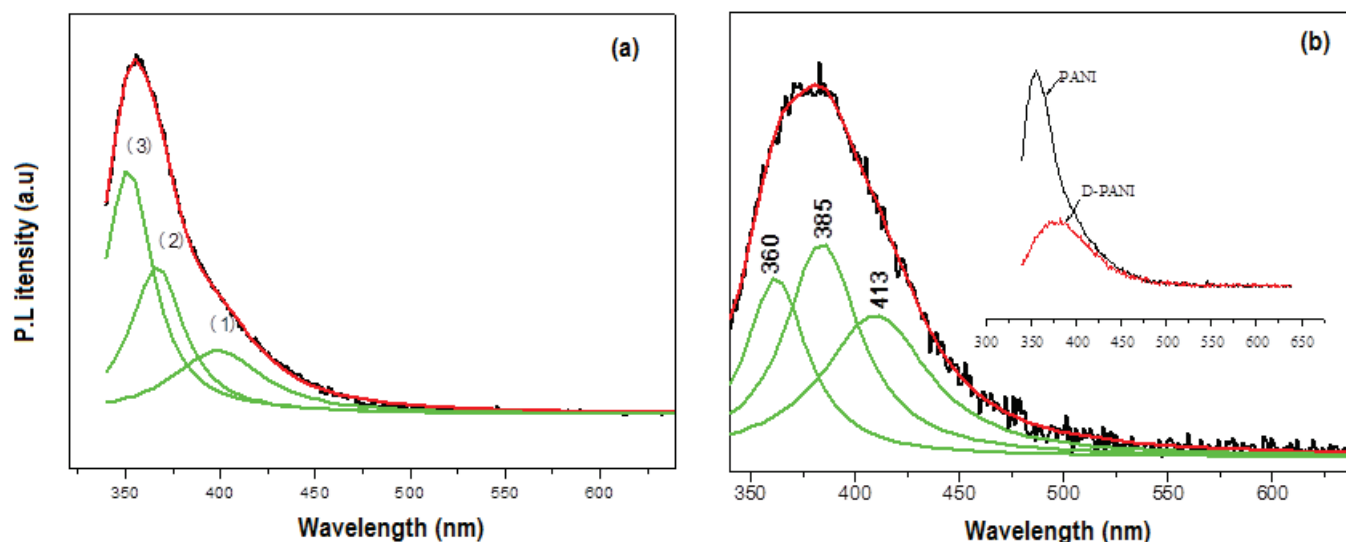 (a)
(3)
(2)
(1)
P.L itensity (a.u)
350 400 450 500 550 600
Wavelength (nm)
(b)
360
385
413
PANI
D-PANI
300 350 400 450 500 550 600 650
350 400 450 500 550 600
Wavelength (nm)